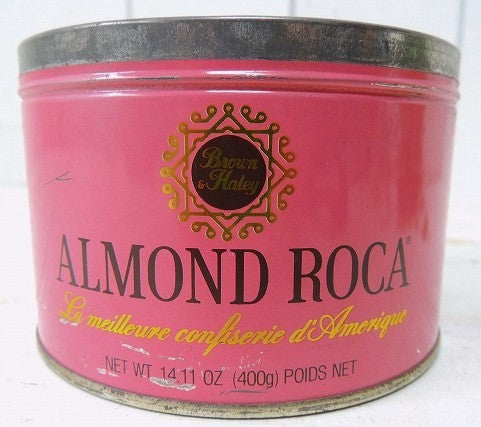 Brown
& Haley
ALMOND ROCA®
La meilleure confiserie d'Amerique
NET WT 14.11 OZ (400g) POIDS NET